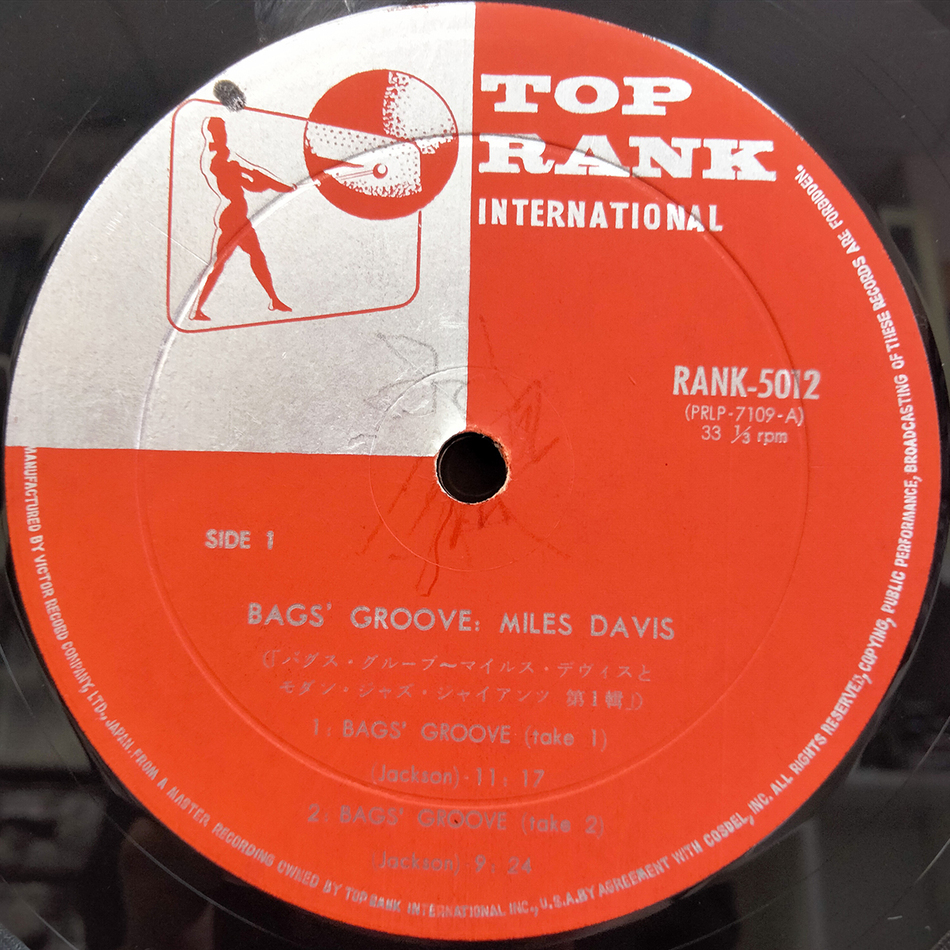 TOP
RANK
INTERNATIONAL
RANK-5012
(PRLP-7109-A)
33 ⅓ rpm
SIDE 1
BAGS' GROOVE: MILES DAVIS
(「バグス・グルーブ〜マイルス・デヴィスと
モダン・ジャズ・ジャイアンツ 第1輯」)
1: BAGS' GROOVE (take 1)
(Jackson)-11:17
2: BAGS' GROOVE (take 2)
(Jackson) 9:24
MANUFACTURED BY VICTOR RECORD COMPANY, LTD., JAPAN.FROM A MASTER RECORDING OWNED BY TOP RANK INTERNATIONAL INC., U.S.A.BY AGREEMENT WITH COSDEL, INC. ALL RIGHTS RESERVED, COPYING, PUBLIC PERFORMANCE, BROADCASTING OF THESE RECORDS ARE FORBIDDEN.